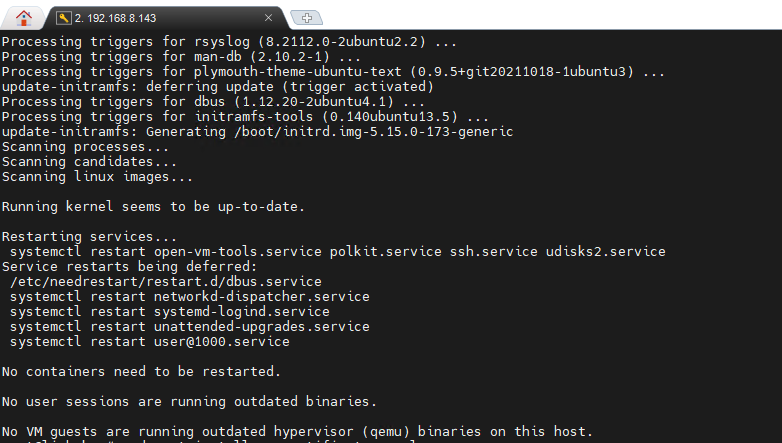 2. 192.168.8.143
Processing triggers for rsyslog (8.2112.0-2ubuntu2.2) ...
Processing triggers for man-db (2.10.2-1) ...
Processing triggers for plymouth-theme-ubuntu-text (0.9.5+git20211018-1ubuntu3) ...
update-initramfs: deferring update (trigger activated)
Processing triggers for dbus (1.12.20-2ubuntu4.1) ...
Processing triggers for initramfs-tools (0.140ubuntu13.5) ...
update-initramfs: Generating /boot/initrd.img-5.15.0-173-generic
Scanning processes...
Scanning candidates...
Scanning linux images...
Running kernel seems to be up-to-date.
Restarting services...
systemctl restart open-vm-tools.service polkit.service ssh.service udisks2.service
Service restarts being deferred:
/etc/needrestart/restart.d/dbus.service
systemctl restart networkd-dispatcher.service
systemctl restart systemd-logind.service
systemctl restart unattended-upgrades.service
systemctl restart user@1000.service
No containers need to be restarted.
No user sessions are running outdated binaries.
No VM guests are running outdated hypervisor (qemu) binaries on this host.